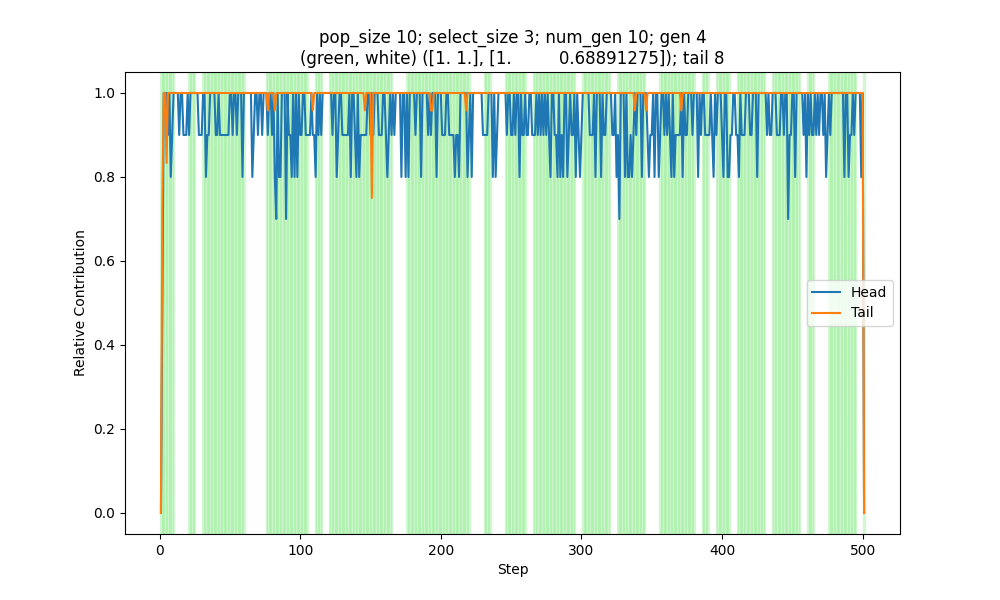 pop_size 10; select_size 3; num_gen 10; gen 4
(green, white) ([1. 1.], [1.         0.68891275]); tail 8
1.0
0.8
0.6
0.4
0.2
0.0
Relative Contribution
Head
Tail
0
100
200
300
400
500
Step